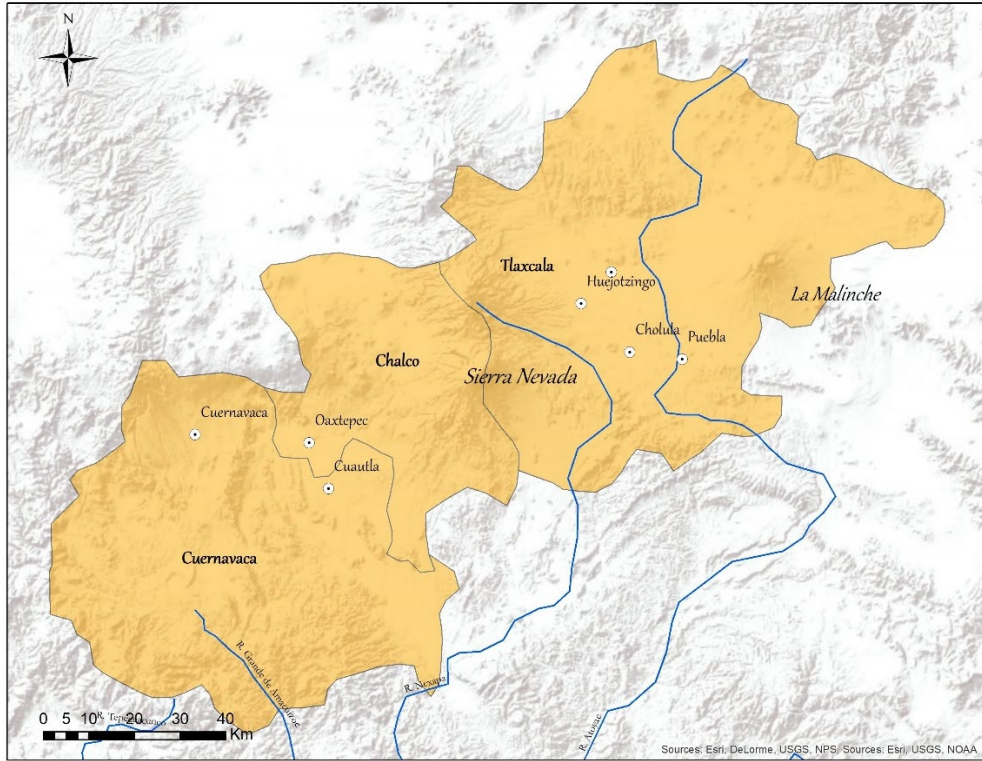 N
Tlaxcala
Huejotzingo
La Malinche
Cholula
Puebla
Chalco
Sierra Nevada
Cuernavaca
Oaxtepec
Cuautla
Cuernavaca
R. Grande de Amacuzac
R. Nexapa
R. Atoyac
0 5 10 20 30 40
Km
Sources: Esri, DeLorme, USGS, NPS, Sources: Esri, USGS, NOAA